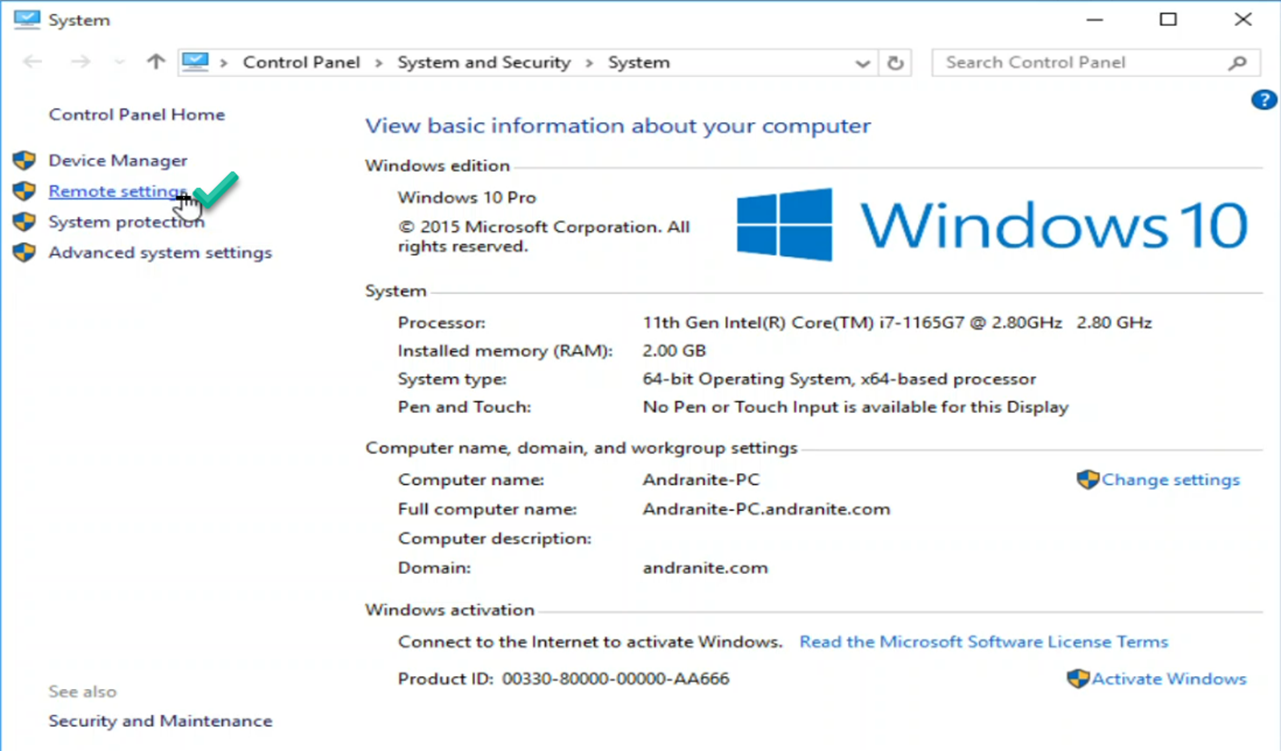 System
Control Panel > System and Security > System
Search Control Panel
?
Control Panel Home
Device Manager
Remote settings
System protection
Advanced system settings
See also
Security and Maintenance
View basic information about your computer
Windows edition
Windows 10 Pro
© 2015 Microsoft Corporation. All
rights reserved.
Windows 10
System
Processor: 11th Gen Intel(R) Core(TM) i7-1165G7 @ 2.80GHz 2.80 GHz
Installed memory (RAM): 2.00 GB
System type: 64-bit Operating System, x64-based processor
Pen and Touch: No Pen or Touch Input is available for this Display
Computer name, domain, and workgroup settings
Computer name: Andranite-PC Change settings
Full computer name: Andranite-PC.andranite.com
Computer description:
Domain: andranite.com
Windows activation
Connect to the Internet to activate Windows. Read the Microsoft Software License Terms
Product ID: 00330-80000-00000-AA666 Activate Windows